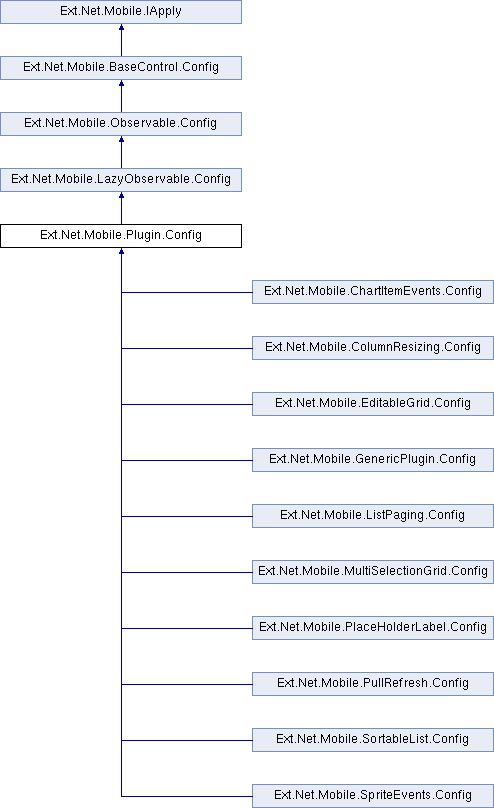 Ext.Net.Mobile.IApply
Ext.Net.Mobile.BaseControl.Config
Ext.Net.Mobile.Observable.Config
Ext.Net.Mobile.LazyObservable.Config
Ext.Net.Mobile.Plugin.Config
Ext.Net.Mobile.ChartItemEvents.Config
Ext.Net.Mobile.ColumnResizing.Config
Ext.Net.Mobile.EditableGrid.Config
Ext.Net.Mobile.GenericPlugin.Config
Ext.Net.Mobile.ListPaging.Config
Ext.Net.Mobile.MultiSelectionGrid.Config
Ext.Net.Mobile.PlaceHolderLabel.Config
Ext.Net.Mobile.PullRefresh.Config
Ext.Net.Mobile.SortableList.Config
Ext.Net.Mobile.SpriteEvents.Config